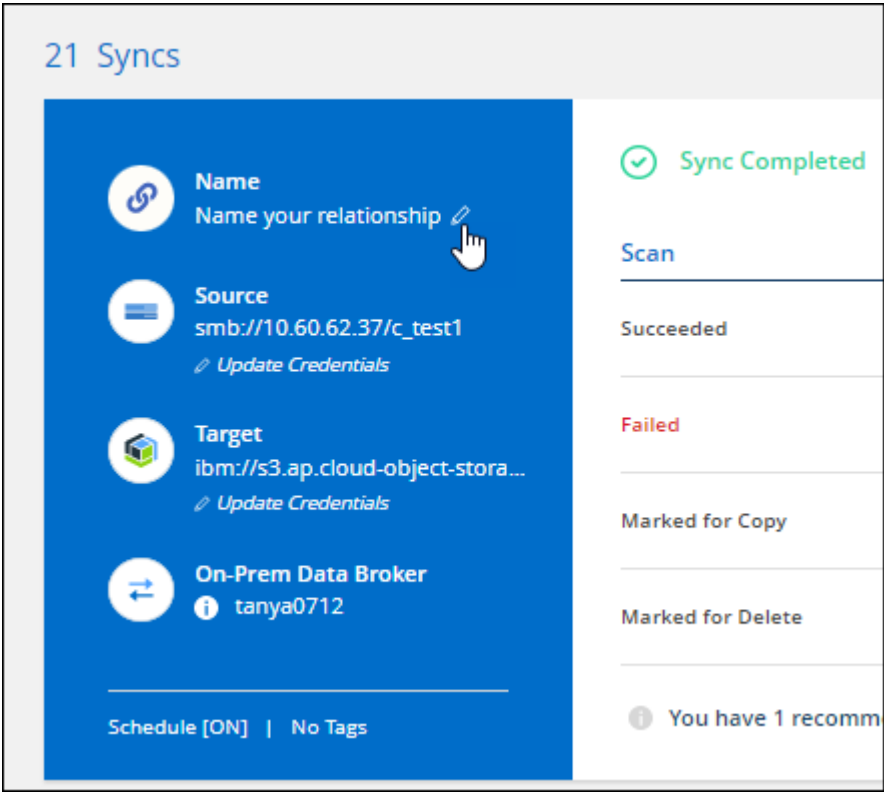 21 Syncs
Name
Name your relationship
Source
smb://10.60.62.37/c_test1
Update Credentials
Target
ibm://s3.ap.cloud-object-stora...
Update Credentials
On-Prem Data Broker
tanya0712
Schedule [ON] | No Tags
Sync Completed
Scan
Succeeded
Failed
Marked for Copy
Marked for Delete
You have 1 recomm